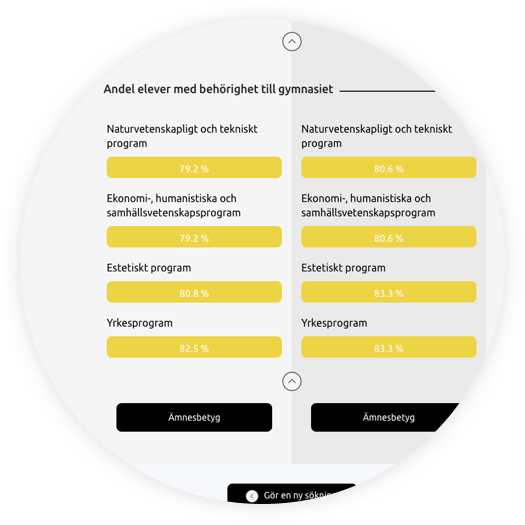 Andel elever med behörighet till gymnasiet
Naturvetenskapligt och tekniskt
program
79.2 %
Ekonomi-, humanistiska och
samhällsvetenskapsprogram
79.2 %
Estetiskt program
80.8 %
Yrkesprogram
82.5 %
Ämnesbetyg
Naturvetenskapligt och tekniskt
program
80.6 %
Ekonomi-, humanistiska och
samhällsvetenskapsprogram
80.6 %
Estetiskt program
83.3 %
Yrkesprogram
83.3 %
Ämnesbetyg
Gör en ny